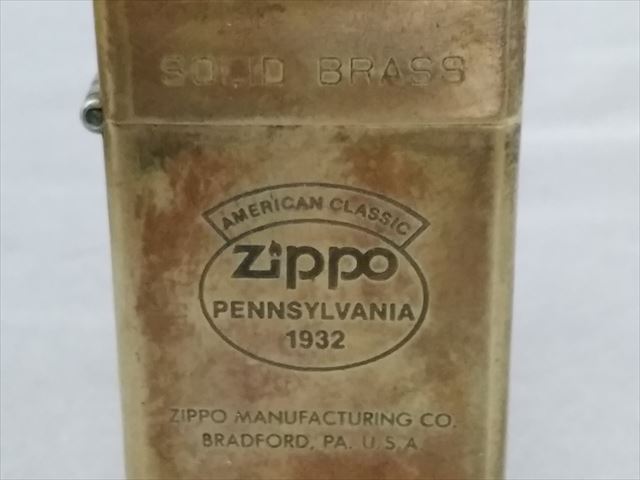 SOLID BRASS
AMERICAN CLASSIC
Zippo
PENNSYLVANIA
1932
ZIPPO MANUFACTURING CO.
BRADFORD, PA. U.S.A.